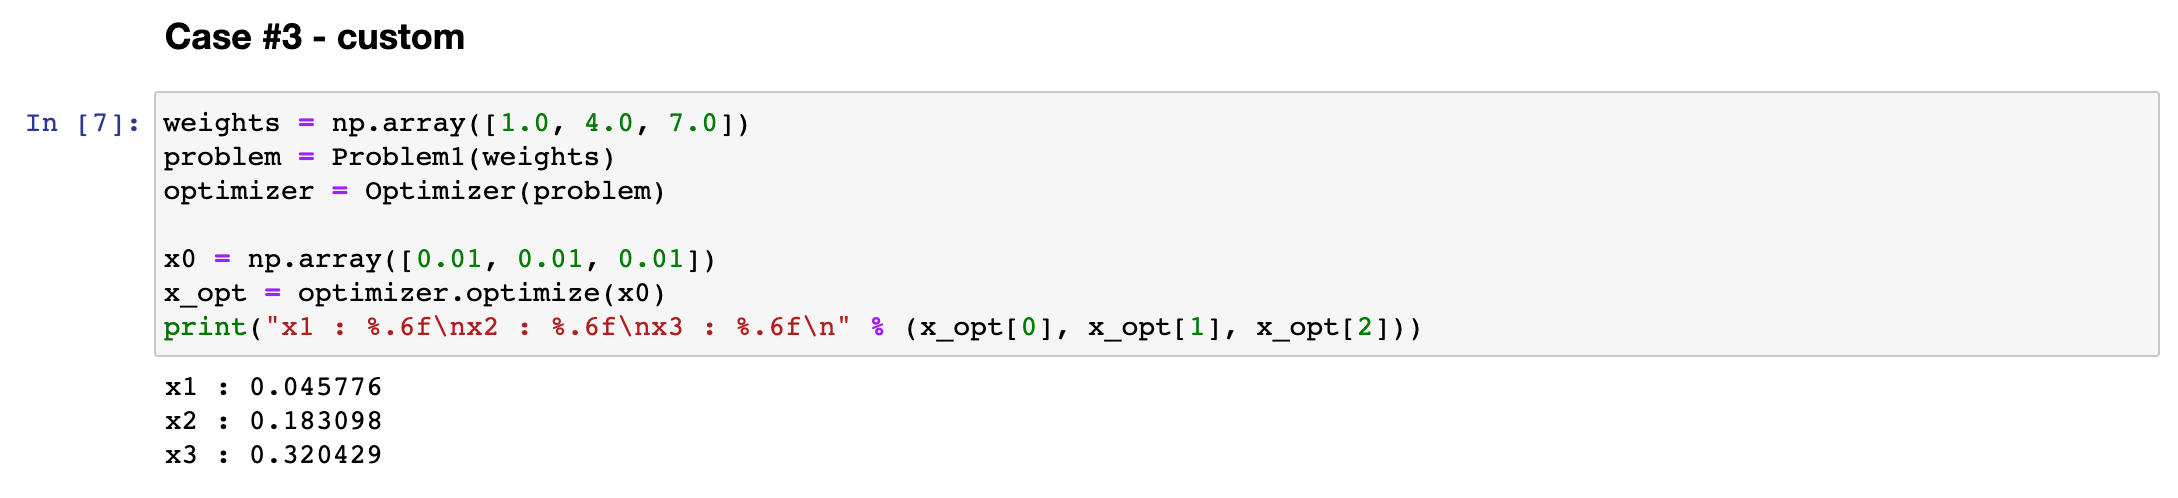 Case #3 - custom
In [7]:
weights = np.array([1.0, 4.0, 7.0])
problem = Problem1(weights)
optimizer = Optimizer(problem)
x0 = np.array([0.01, 0.01, 0.01])
x_opt = optimizer.optimize(x0)
print("x1 : %.6f\nx2 : %.6f\nx3 : %.6f\n" % (x_opt[0], x_opt[1], x_opt[2]))
x1 : 0.045776
x2 : 0.183098
x3 : 0.320429